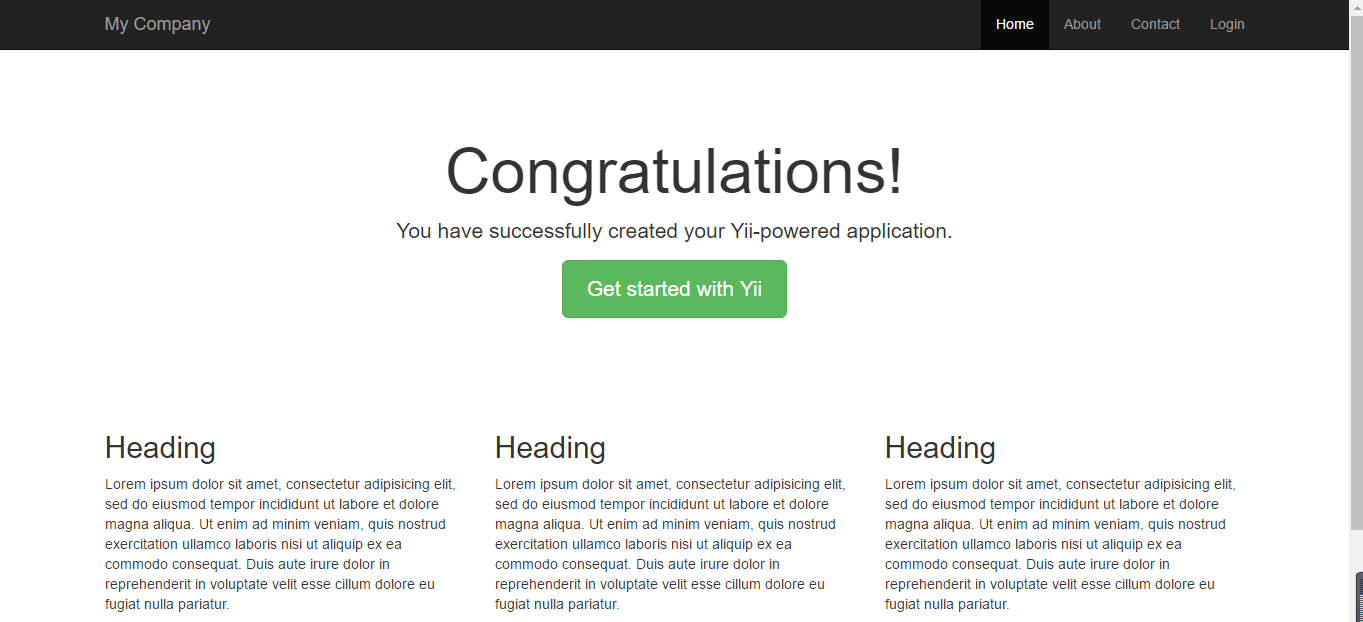 My Company
Home About Contact Login
Congratulations!
You have successfully created your Yii-powered application.
Get started with Yii
Heading
Lorem ipsum dolor sit amet, consectetur adipisicing elit,
sed do eiusmod tempor incididunt ut labore et dolore
magna aliqua. Ut enim ad minim veniam, quis nostrud
exercitation ullamco laboris nisi ut aliquip ex ea
commodo consequat. Duis aute irure dolor in
reprehenderit in voluptate velit esse cillum dolore eu
fugiat nulla pariatur.
Heading
Lorem ipsum dolor sit amet, consectetur adipisicing elit,
sed do eiusmod tempor incididunt ut labore et dolore
magna aliqua. Ut enim ad minim veniam, quis nostrud
exercitation ullamco laboris nisi ut aliquip ex ea
commodo consequat. Duis aute irure dolor in
reprehenderit in voluptate velit esse cillum dolore eu
fugiat nulla pariatur.
Heading
Lorem ipsum dolor sit amet, consectetur adipisicing elit,
sed do eiusmod tempor incididunt ut labore et dolore
magna aliqua. Ut enim ad minim veniam, quis nostrud
exercitation ullamco laboris nisi ut aliquip ex ea
commodo consequat. Duis aute irure dolor in
reprehenderit in voluptate velit esse cillum dolore eu
fugiat nulla pariatur.